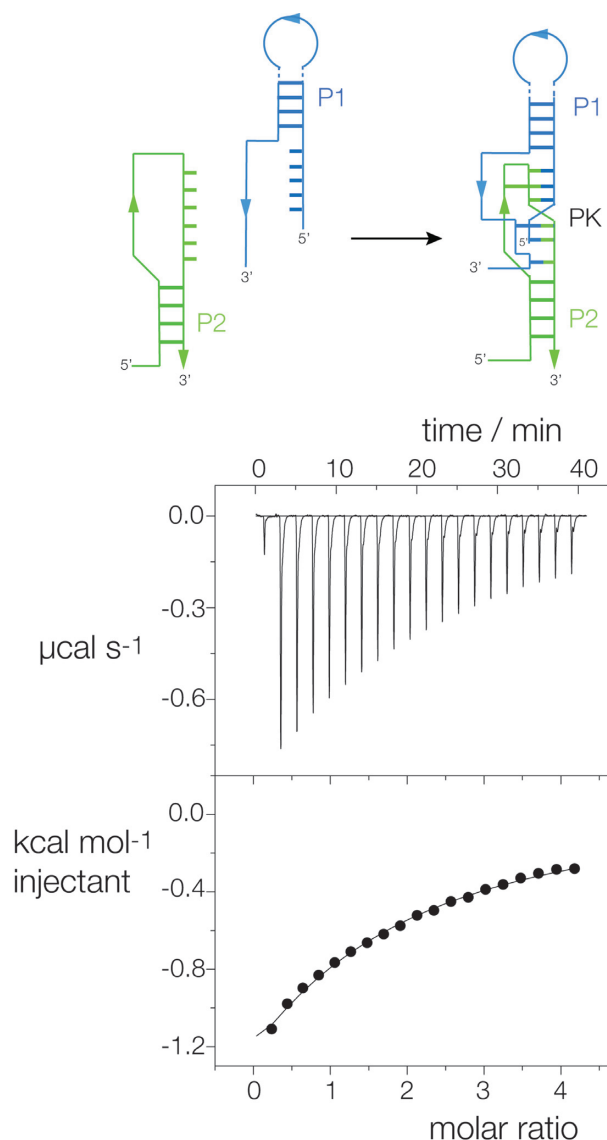 P1
P1
5'
PK
5'
3'
3'
P2
P2
5'
3'
5'
3'
time / min
0 10 20 30 40
0.0
-0.3
µcal s-1
-0.6
0.0
kcal mol-1
injectant
-0.4
-0.8
-1.2
0 1 2 3 4
molar ratio